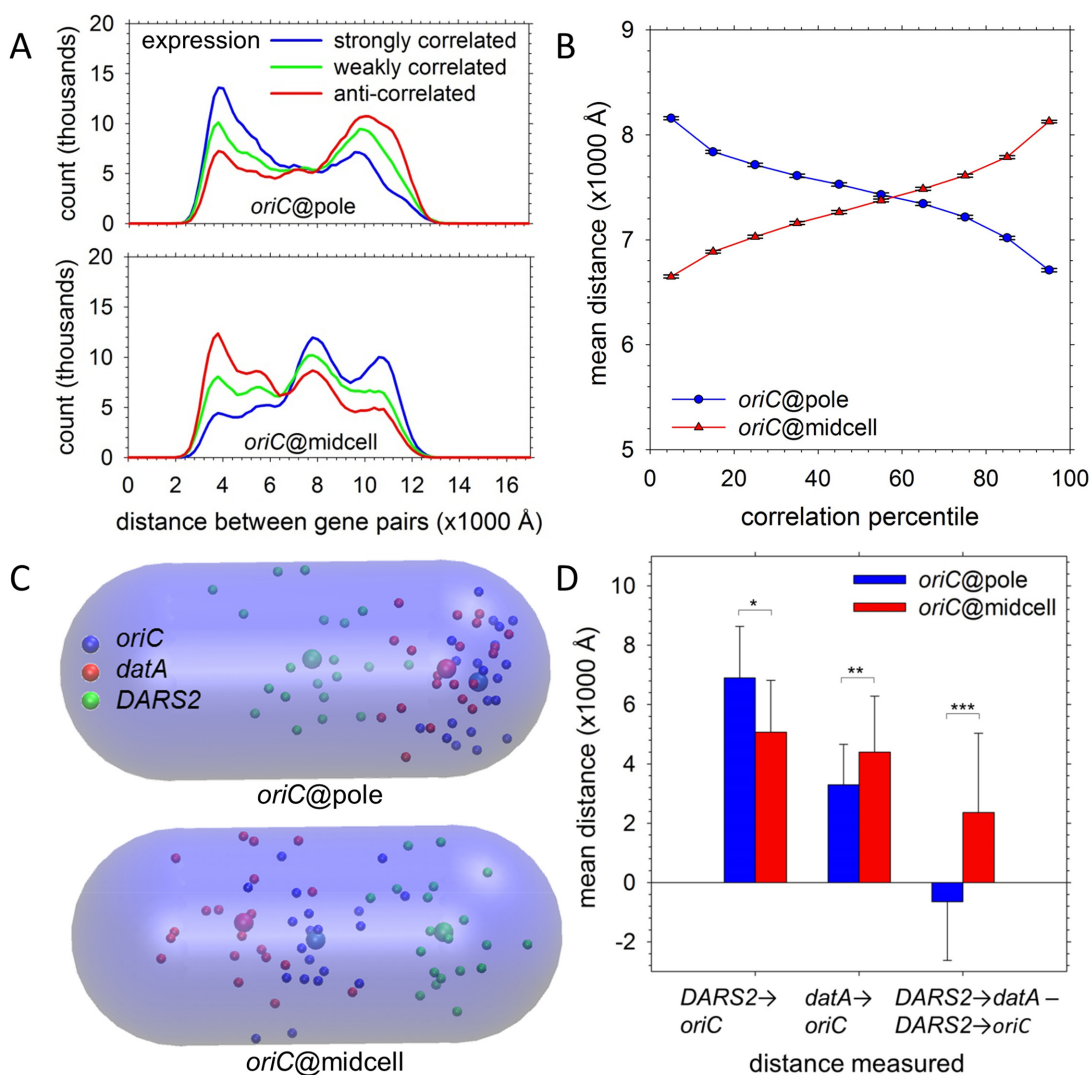 A
expression
strongly correlated
weakly correlated
anti-correlated
count (thousands)
20
15
10
5
0
oriC@pole
count (thousands)
20
15
10
5
0
oriC@midcell
0 2 4 6 8 10 12 14 16
distance between gene pairs (x1000 Å)
B
mean distance (x1000 Å)
9
8
7
6
5
oriC@pole
oriC@midcell
0 20 40 60 80 100
correlation percentile
C
oriC
datA
DARS2
oriC@pole
oriC@midcell
D
mean distance (x1000 Å)
10
8
6
4
2
0
-2
oriC@pole
oriC@midcell
*
**
***
DARS2→
oriC
datA→
oriC
DARS2→datA –
DARS2→oriC
distance measured